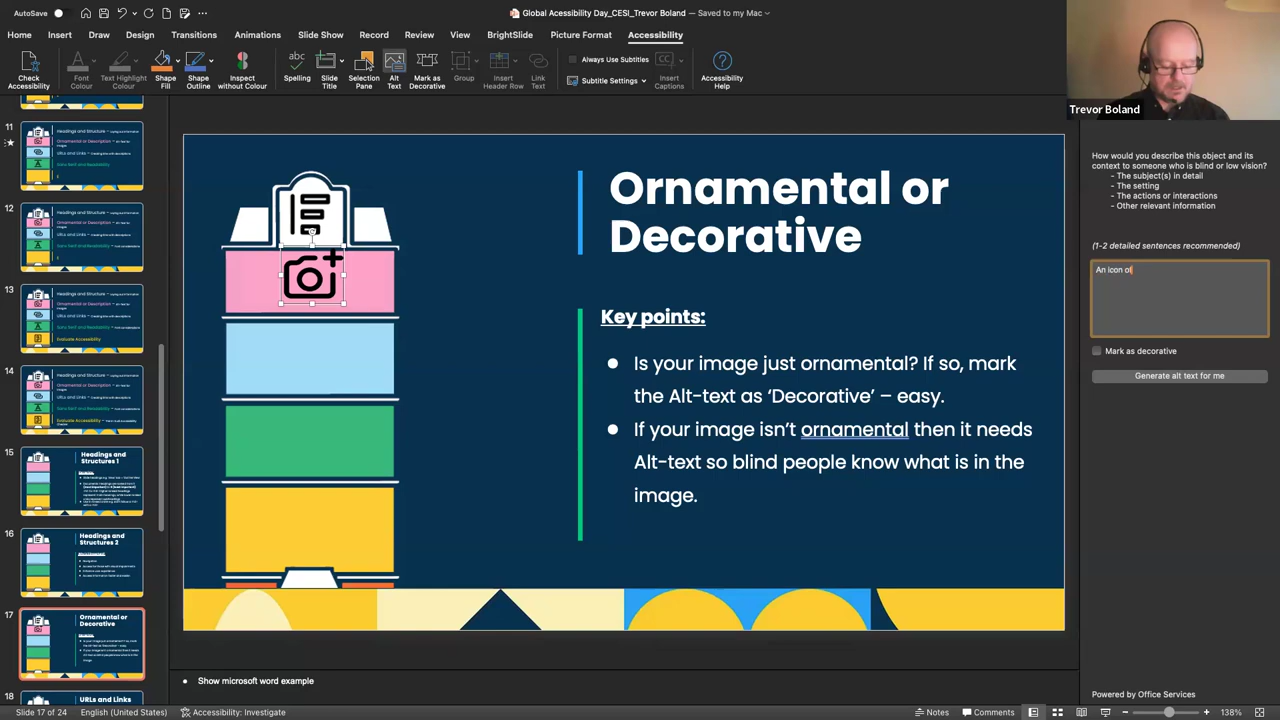 AutoSave
Global Acessibility Day_CESI_Trevor Boland — Saved to my Mac
Home Insert Draw Design Transitions Animations Slide Show Record Review View BrightSlide Picture Format Accessibility
Check Accessibility
Font Colour
Text Highlight Colour
Shape Fill
Shape Outline
Inspect without Colour
Spelling
Slide Title
Selection Pane
Alt Text
Mark as Decorative
Group
Insert Header Row
Link Text
Always Use Subtitles
Subtitle Settings
Insert Captions
Accessibility Help
Trevor Boland
11
12
13
Evaluate Accessibility
14
15
Headings and
Structures 1
16
Headings and
Structures 2
17
Ornamental or
Decorative
18
URLs and Links
Ornamental or
Decorative
Key points:
Is your image just ornamental? If so, mark
the Alt-text as ‘Decorative’ – easy.
If your image isn’t ornamental then it needs
Alt-text so blind people know what is in the
image.
Show microsoft word example
How would you describe this object and its
context to someone who is blind or low vision?
- The subject(s) in detail
- The setting
- The actions or interactions
- Other relevant information
(1-2 detailed sentences recommended)
An icon of
Mark as decorative
Generate alt text for me
Powered by Office Services
Slide 17 of 24 English (United States) Accessibility: Investigate
Notes Comments 138%